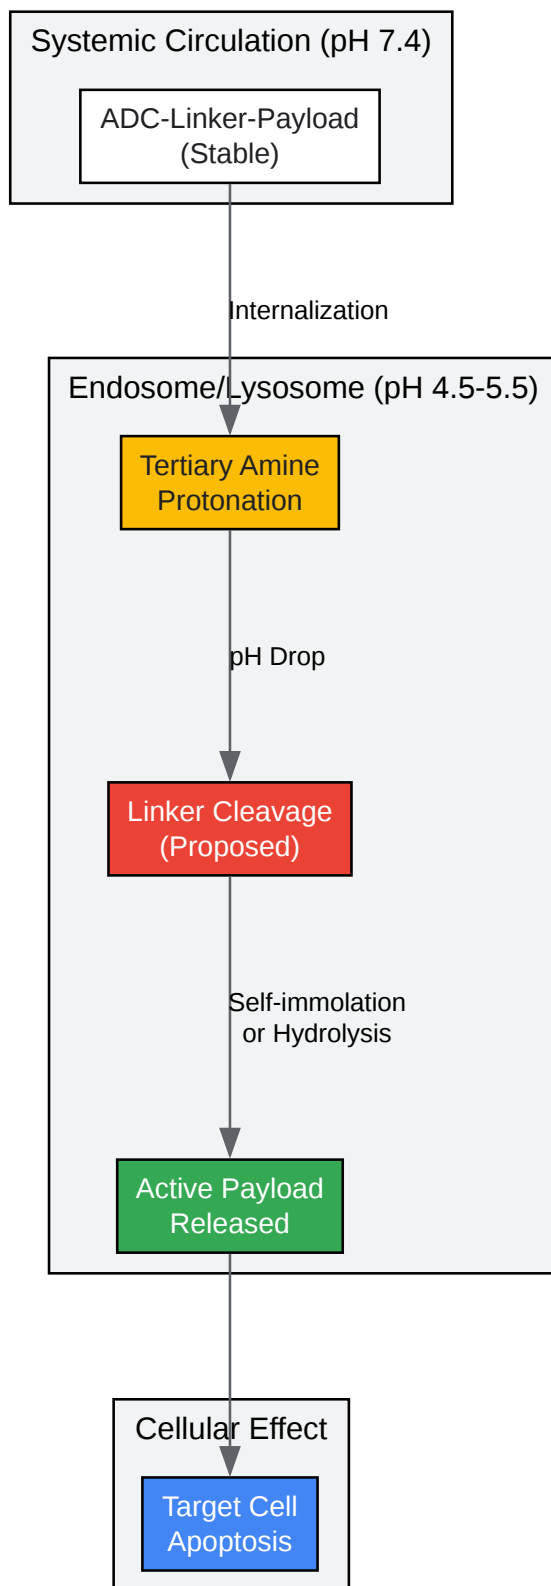 Systemic Circulation (pH 7.4)
ADC-Linker-Payload
(Stable)
Internalization
Endosome/Lysosome (pH 4.5-5.5)
Tertiary Amine
Protonation
pH Drop
Linker Cleavage
(Proposed)
Self-immolation
or Hydrolysis
Active Payload
Released
Cellular Effect
Target Cell
Apoptosis